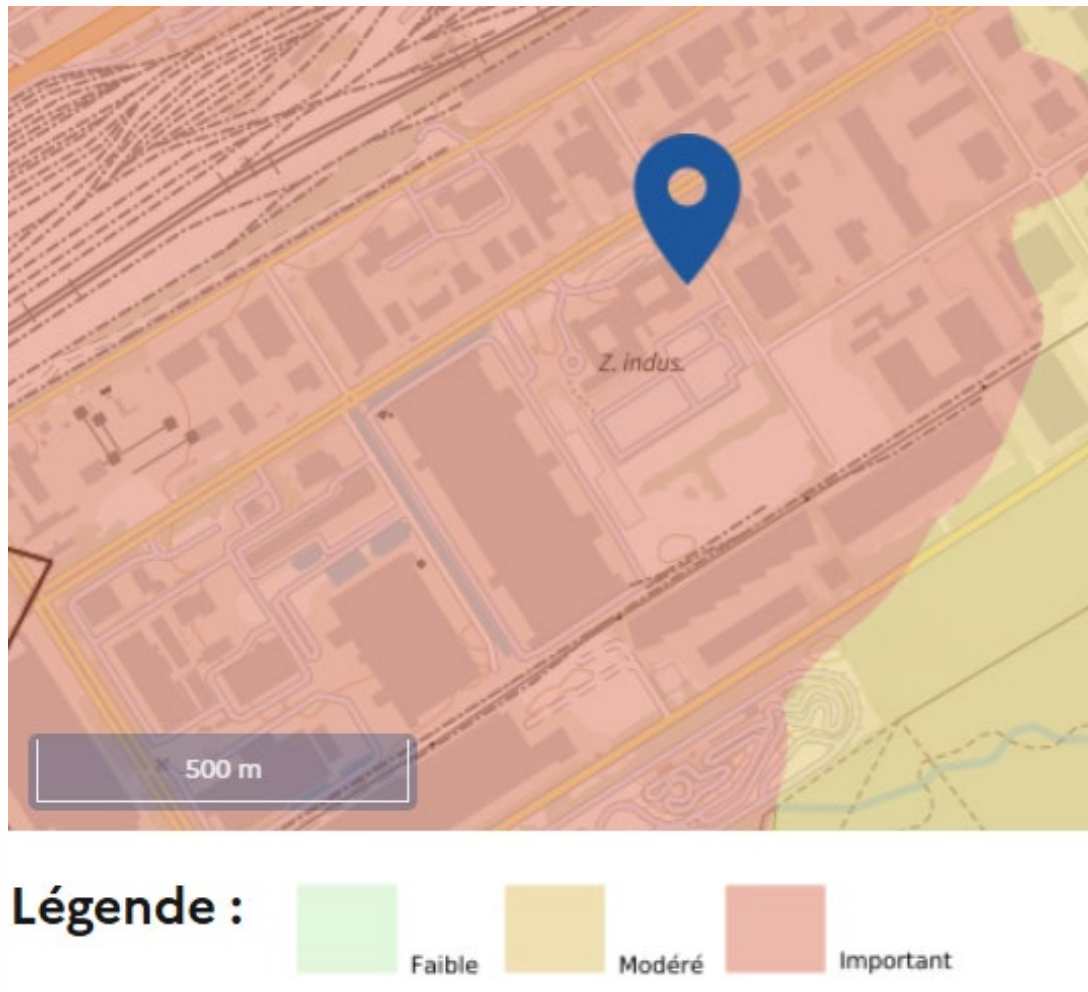 Z. indus.
500 m
Légende :
Faible
Modéré
Important